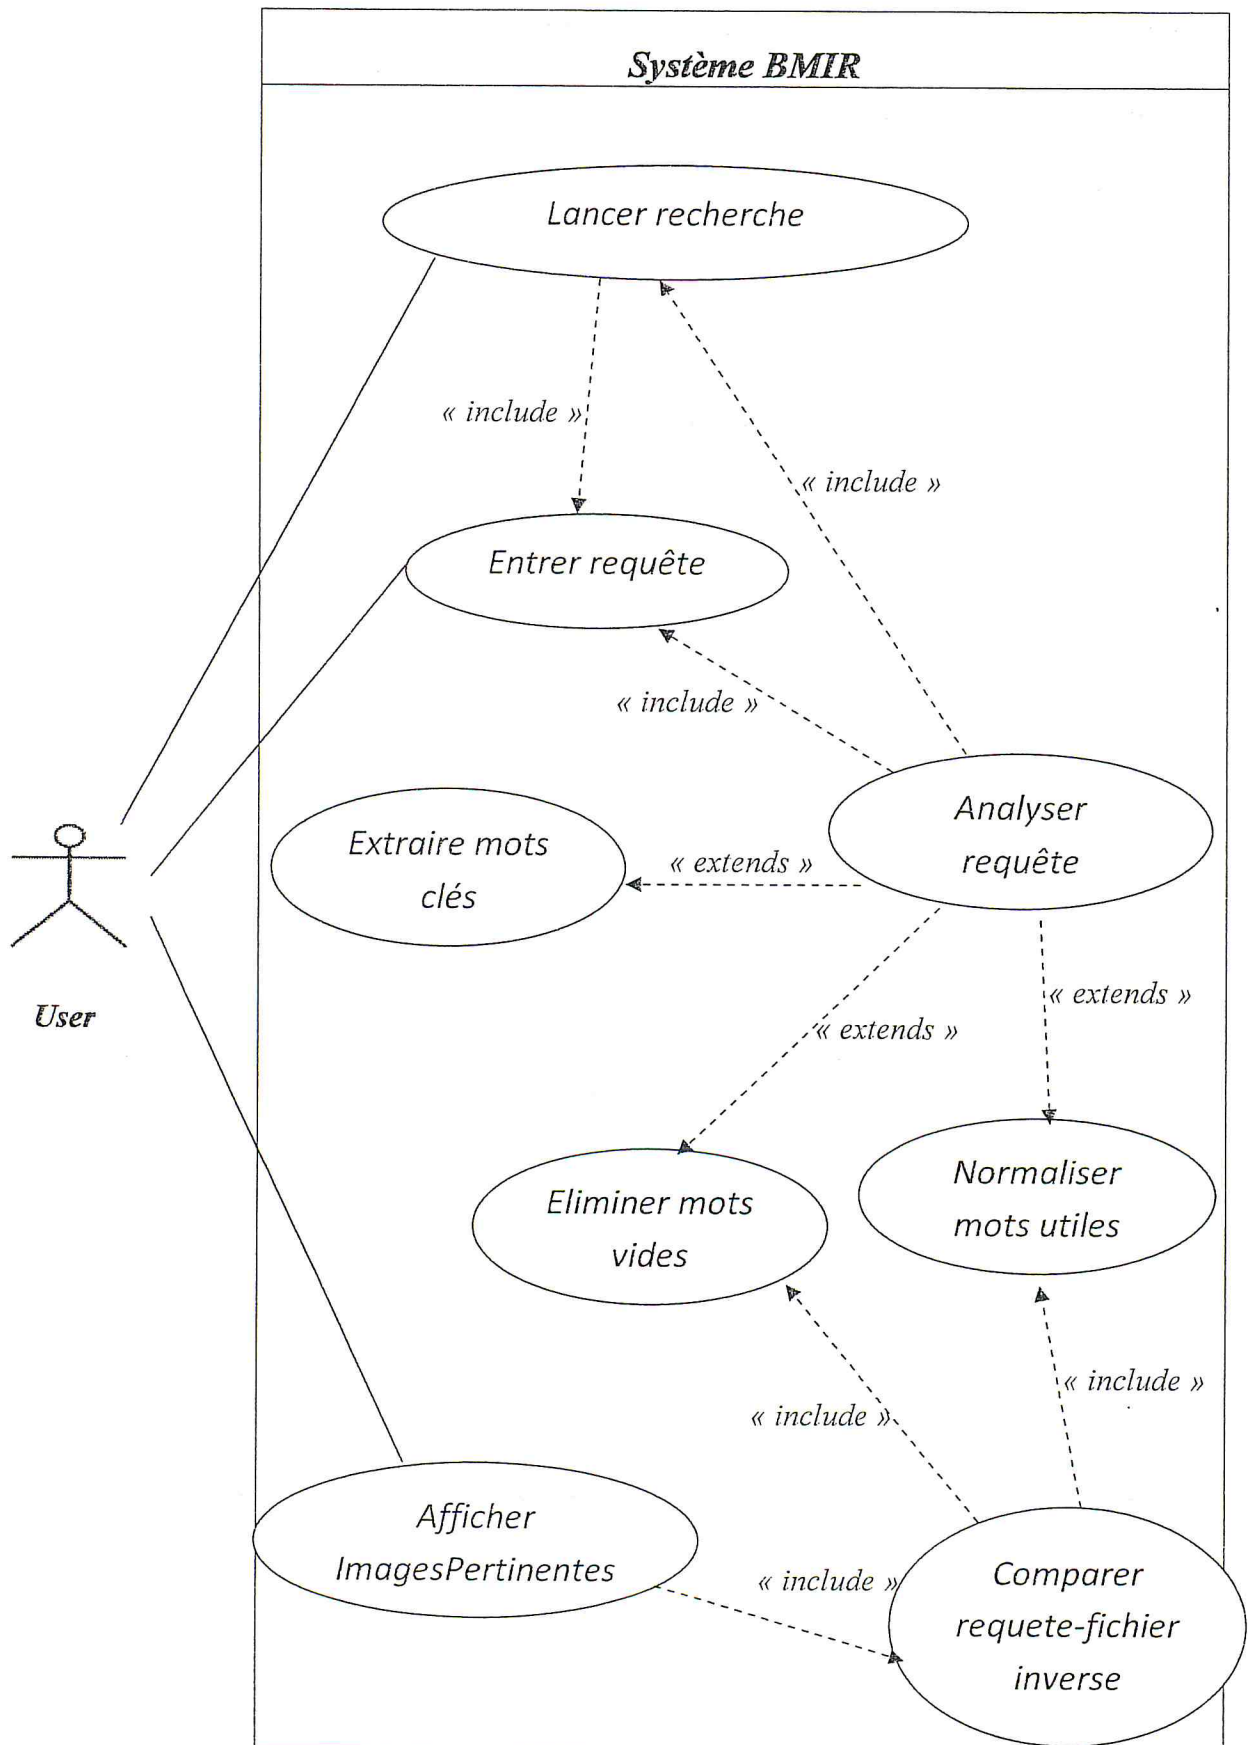 Système BMIR
Lancer recherche
« include »
« include »
Entrer requête
« include »
Analyser
requête
Extraire mots
clés
« extends »
User
« extends »
« extends »
Eliminer mots
vides
Normaliser
mots utiles
« include »
« include »
Afficher
ImagesPertinentes
« include »
Comparer
requete-fichier
inverse